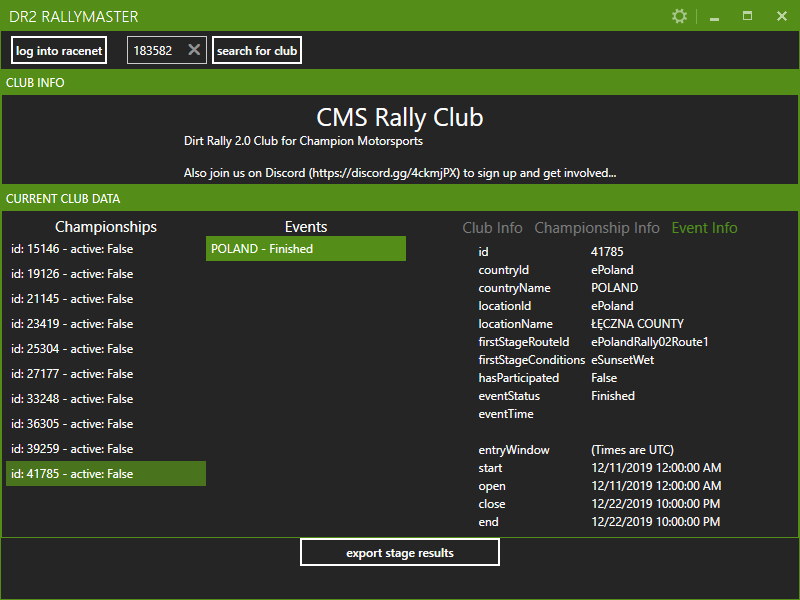 DR2 RALLYMASTER
log into racenet 183582 search for club
CLUB INFO
CMS Rally Club
Dirt Rally 2.0 Club for Champion Motorsports
Also join us on Discord (https://discord.gg/4ckmjPX) to sign up and get involved...
CURRENT CLUB DATA
Championships
id: 15146 - active: False
id: 19126 - active: False
id: 21145 - active: False
id: 23419 - active: False
id: 25304 - active: False
id: 27177 - active: False
id: 33248 - active: False
id: 36305 - active: False
id: 39259 - active: False
id: 41785 - active: False
Events
POLAND - Finished
Club Info Championship Info Event Info
id 41785
countryId ePoland
countryName POLAND
locationId ePoland
locationName ŁĘCZNA COUNTY
firstStageRouteId ePolandRally02Route1
firstStageConditions eSunsetWet
hasParticipated False
eventStatus Finished
eventTime
entryWindow (Times are UTC)
start 12/11/2019 12:00:00 AM
open 12/11/2019 12:00:00 AM
close 12/22/2019 10:00:00 PM
end 12/22/2019 10:00:00 PM
export stage results